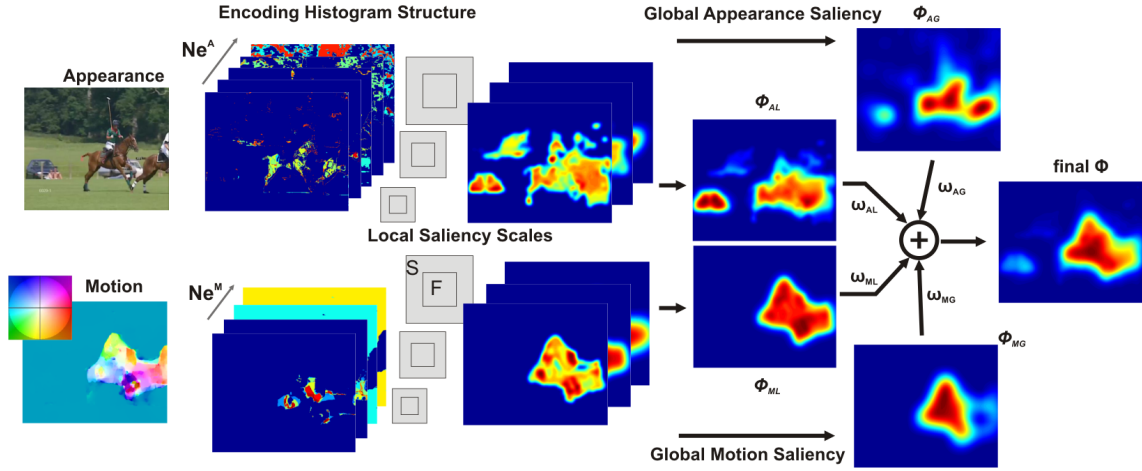 Encoding Histogram Structure
Global Appearance Saliency
Φ_AG
Ne^A
Appearance
Φ_AL
final Φ
ω_AG
ω_AL
Local Saliency Scales
S
F
Motion
Ne^M
ω_ML
ω_MG
Φ_MG
Φ_ML
Global Motion Saliency